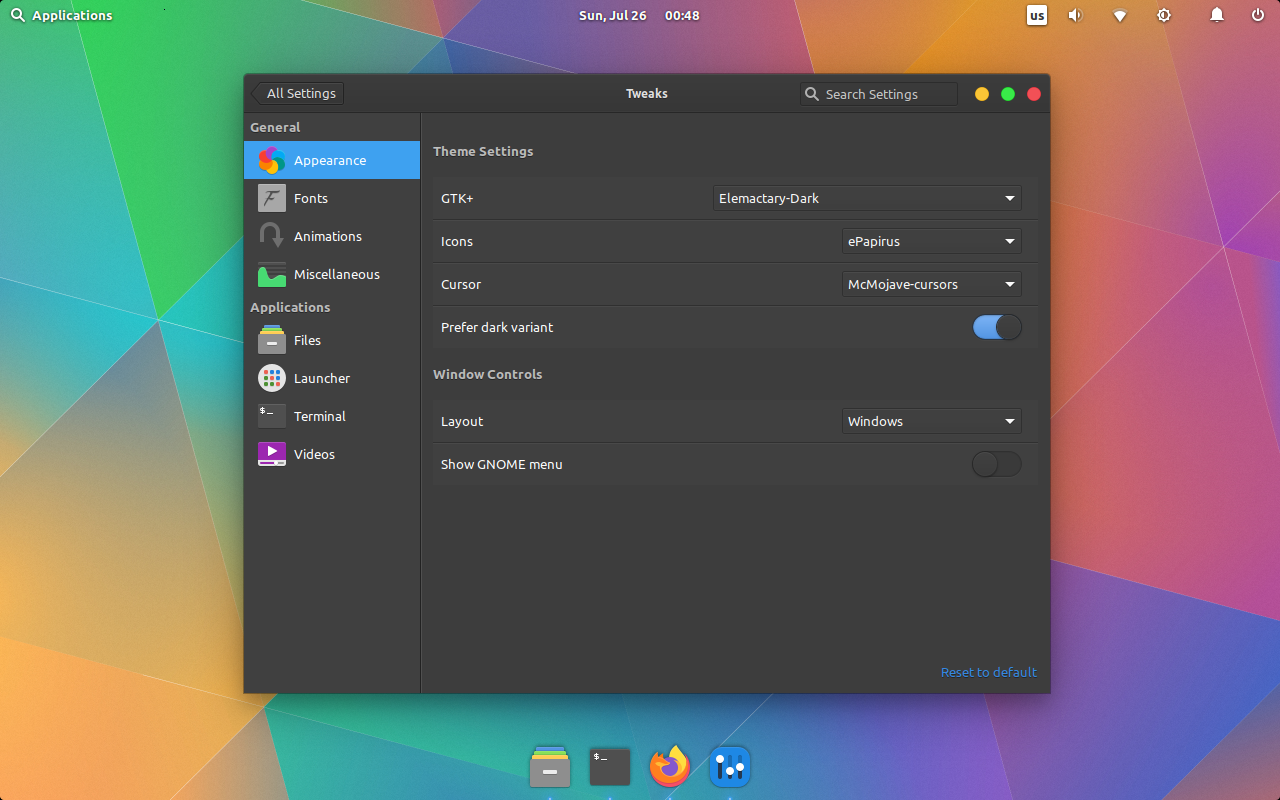 Applications
Sun, Jul 26 00:48
us
All Settings
Tweaks
Search Settings
General
Appearance
Fonts
Animations
Miscellaneous
Applications
Files
Launcher
Terminal
Videos
Theme Settings
GTK+ Elemactary-Dark
Icons ePapirus
Cursor McMojave-cursors
Prefer dark variant
Window Controls
Layout Windows
Show GNOME menu
Reset to default